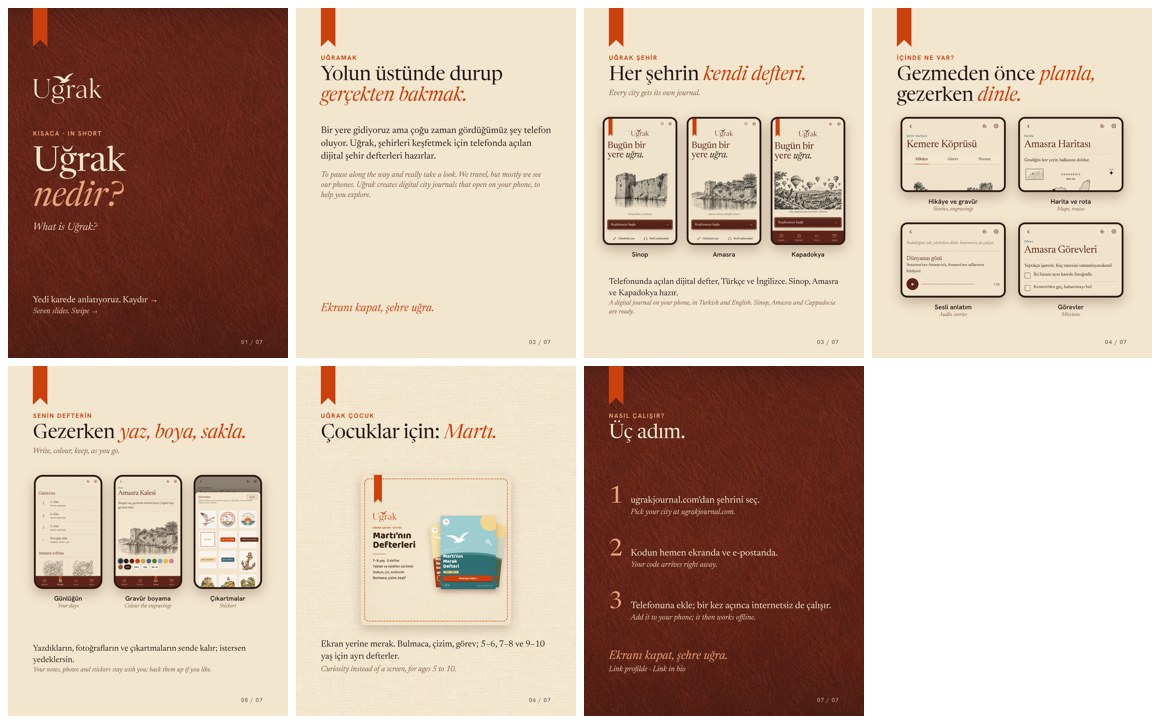 Uğrak
KISACA · IN SHORT
Uğrak
nedir?
What is Uğrak?
Yedi karede anlatıyoruz. Kaydır →
Seven slides. Swipe →
01 / 07
UĞRAMAK
Yolun üstünde durup
gerçekten bakmak.
Bir yere gidiyoruz ama çoğu zaman gördüğümüz şey telefon
oluyor. Uğrak, şehirleri keşfetmek için telefonda açılan
dijital şehir defterleri hazırlar.
To pause along the way and really take a look. We travel, but mostly we see
our phones. Uğrak creates digital city journals that open on your phone, to
help you explore.
Ekranı kapat, şehre uğra.
02 / 07
UĞRAK ŞEHİR
Her şehrin kendi defteri.
Every city gets its own journal.
Uğrak
Bugün bir
yere uğra.
Uğrak
Bugün bir
yere uğra.
Uğrak
Bugün bir
yere uğra.
Sinop
Amasra
Kapadokya
Telefonunda açılan dijital defter, Türkçe ve İngilizce. Sinop, Amasra
ve Kapadokya hazır.
A digital journal on your phone, in Turkish and English. Sinop, Amasra and Cappadocia
are ready.
03 / 07
İÇİNDE NE VAR?
Gezmeden önce planla,
gezerken dinle.
Kemere Köprüsü
Hikâye
Amasra Haritası
Hikâye ve gravür
Stories, engravings
Harita ve rota
Maps, routes
Dünyanın gözü
Amasra Görevleri
Sesli anlatım
Audio stories
Görevler
Missions
04 / 07
SENİN DEFTERİN
Gezerken yaz, boya, sakla.
Write, colour, keep, as you go.
Amasra Kalesi
Günlüğün
Your days
Gravür boyama
Colour the engravings
Çıkartmalar
Stickers
Yazdıkların, fotoğrafların ve çıkartmaların sende kalır; istersen
yedeklersin.
Your notes, photos and stickers stay with you; back them up if you like.
05 / 07
UĞRAK ÇOCUK
Çocuklar için: Martı.
Uğrak
Martı'nın
Defterleri
Martı'nın
Merak
Defteri
Ekran yerine merak. Bulmaca, çizim, görev; 5–6, 7–8 ve 9–10
yaş için ayrı defterler.
Curiosity instead of a screen, for ages 5 to 10.
06 / 07
NASIL ÇALIŞIR?
Üç adım.
1 ugrakjournal.com'dan şehrini seç.
Pick your city at ugrakjournal.com.
2 Kodun hemen ekranda ve e-postanda.
Your code arrives right away.
3 Telefonuna ekle; bir kez açınca internetsiz de çalışır.
Add it to your phone; it then works offline.
Ekranı kapat, şehre uğra.
Link profilde · Link in bio
07 / 07